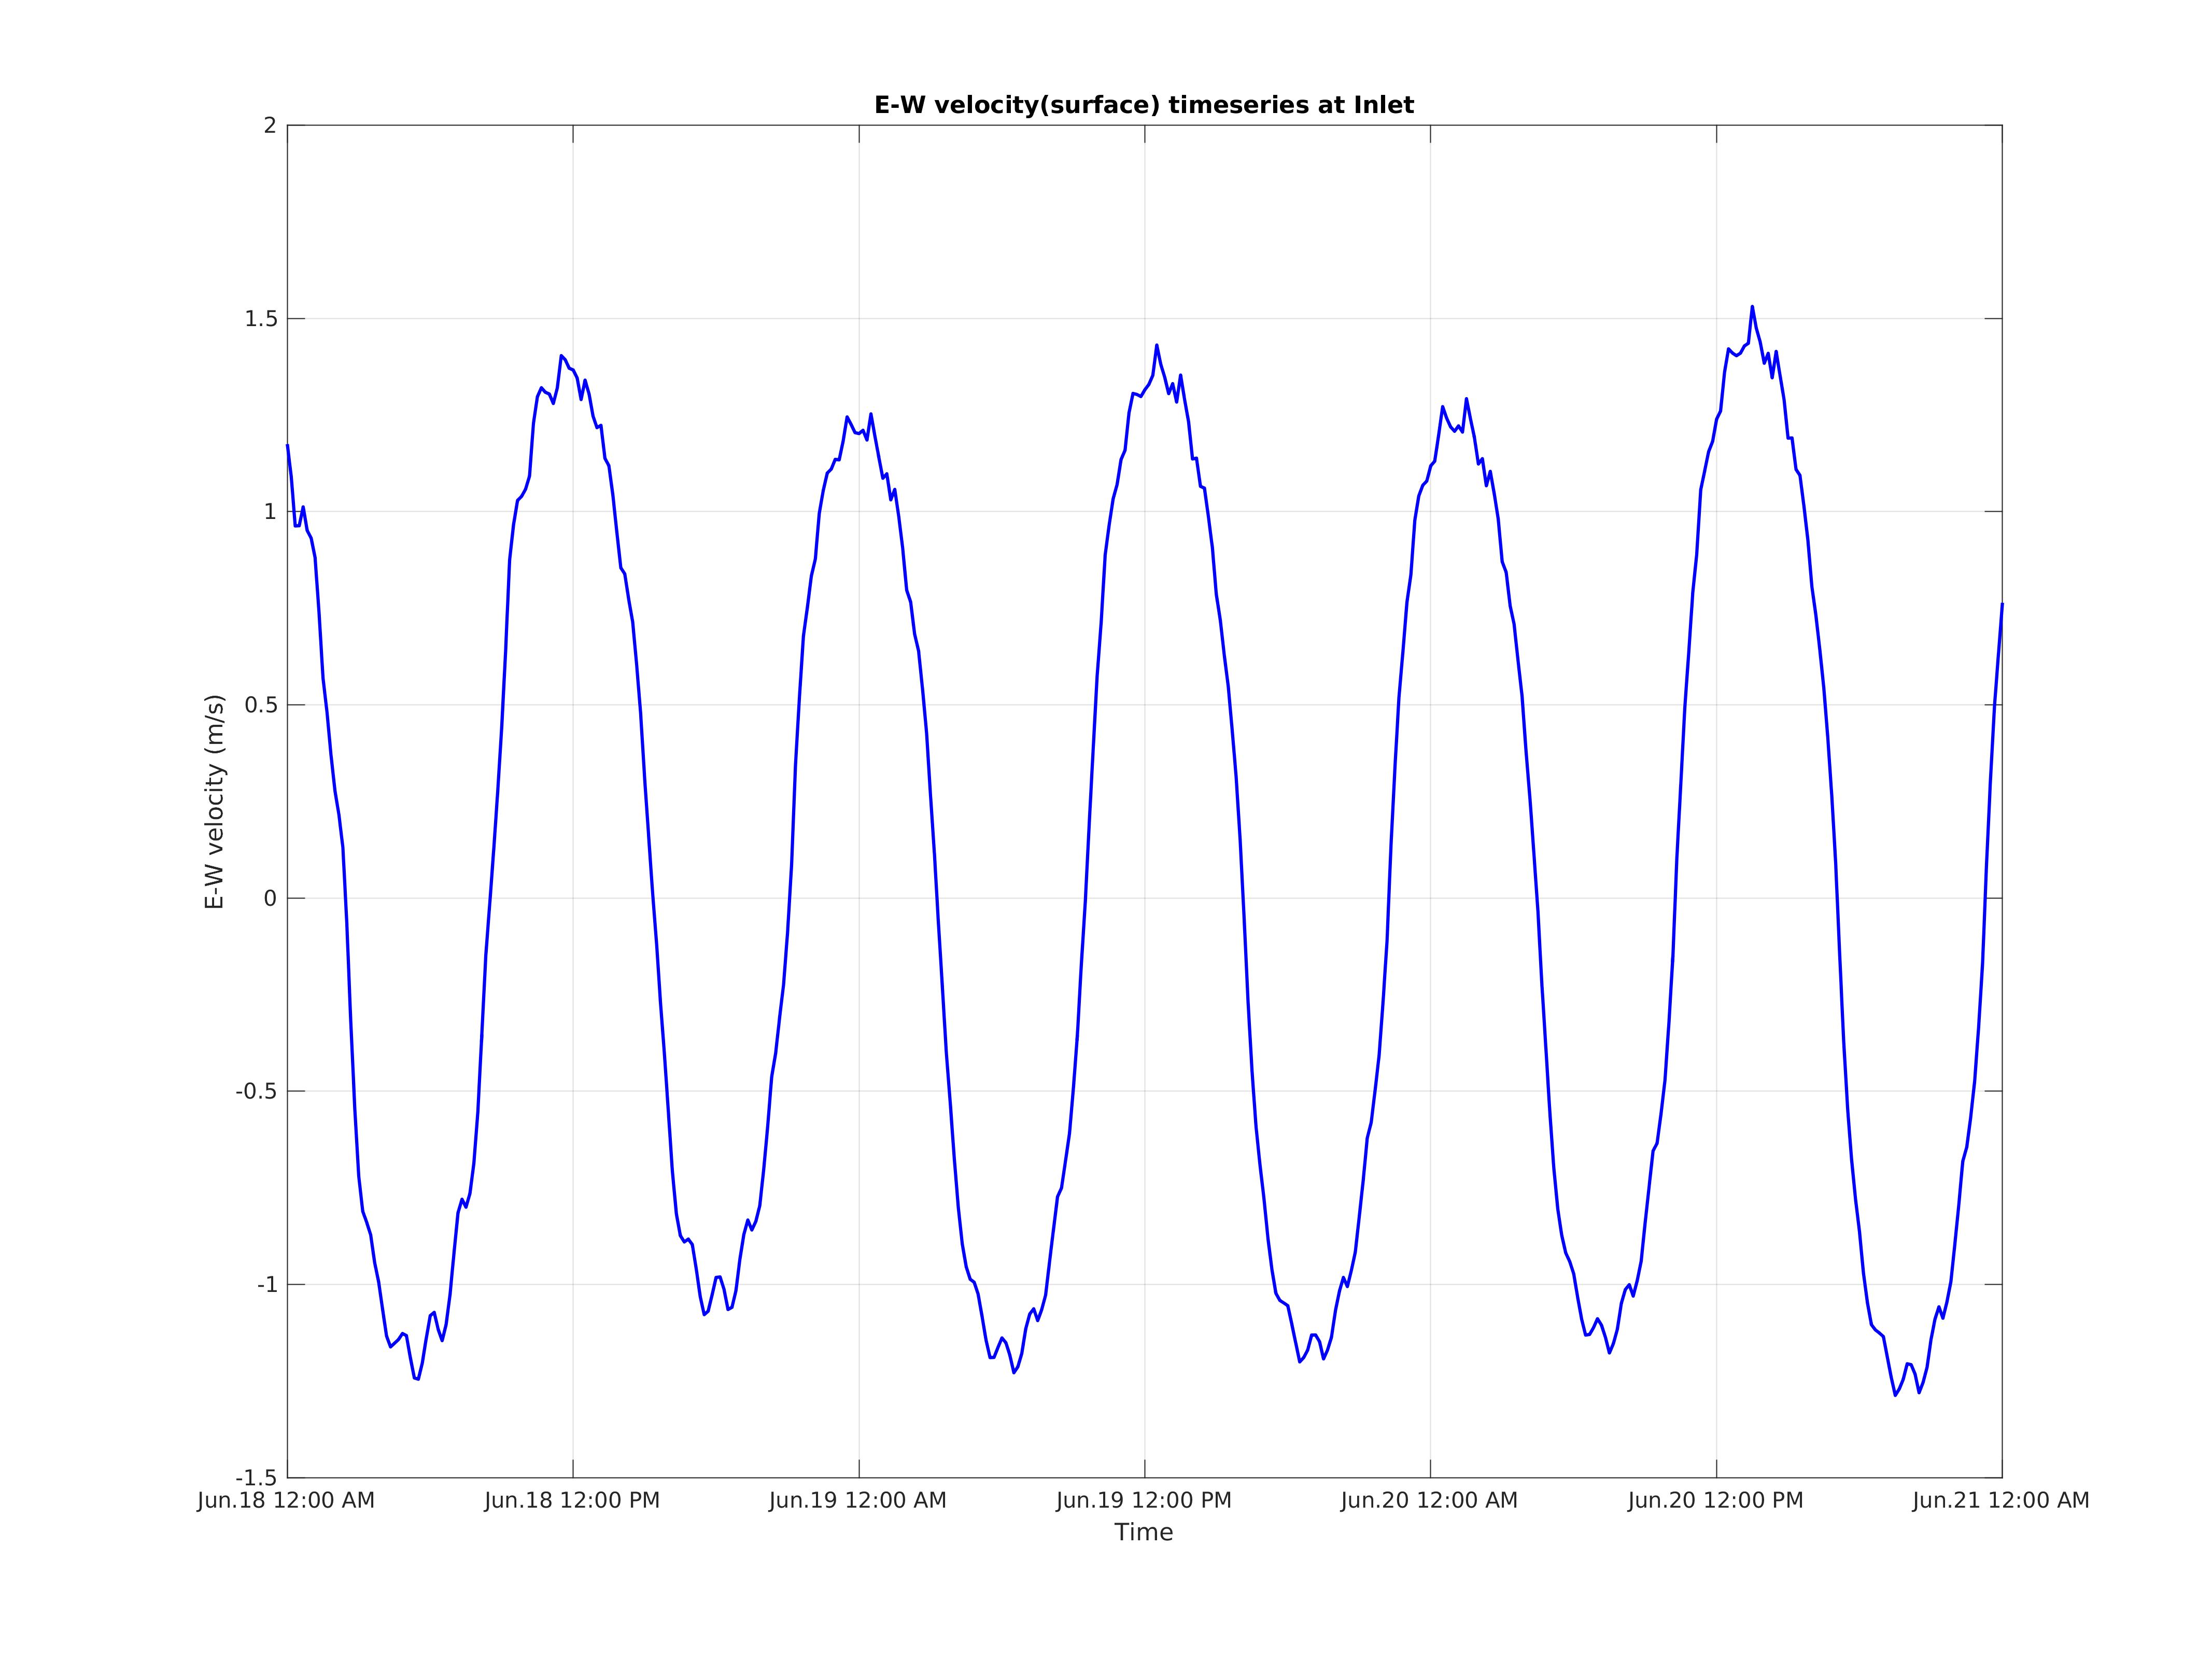 E-W velocity(surface) timeseries at Inlet
2
1.5
1
0.5
0
-0.5
-1
-1.5
E-W velocity (m/s)
Jun.18 12:00 AM
Jun.18 12:00 PM
Jun.19 12:00 AM
Jun.19 12:00 PM
Jun.20 12:00 AM
Jun.20 12:00 PM
Jun.21 12:00 AM
Time